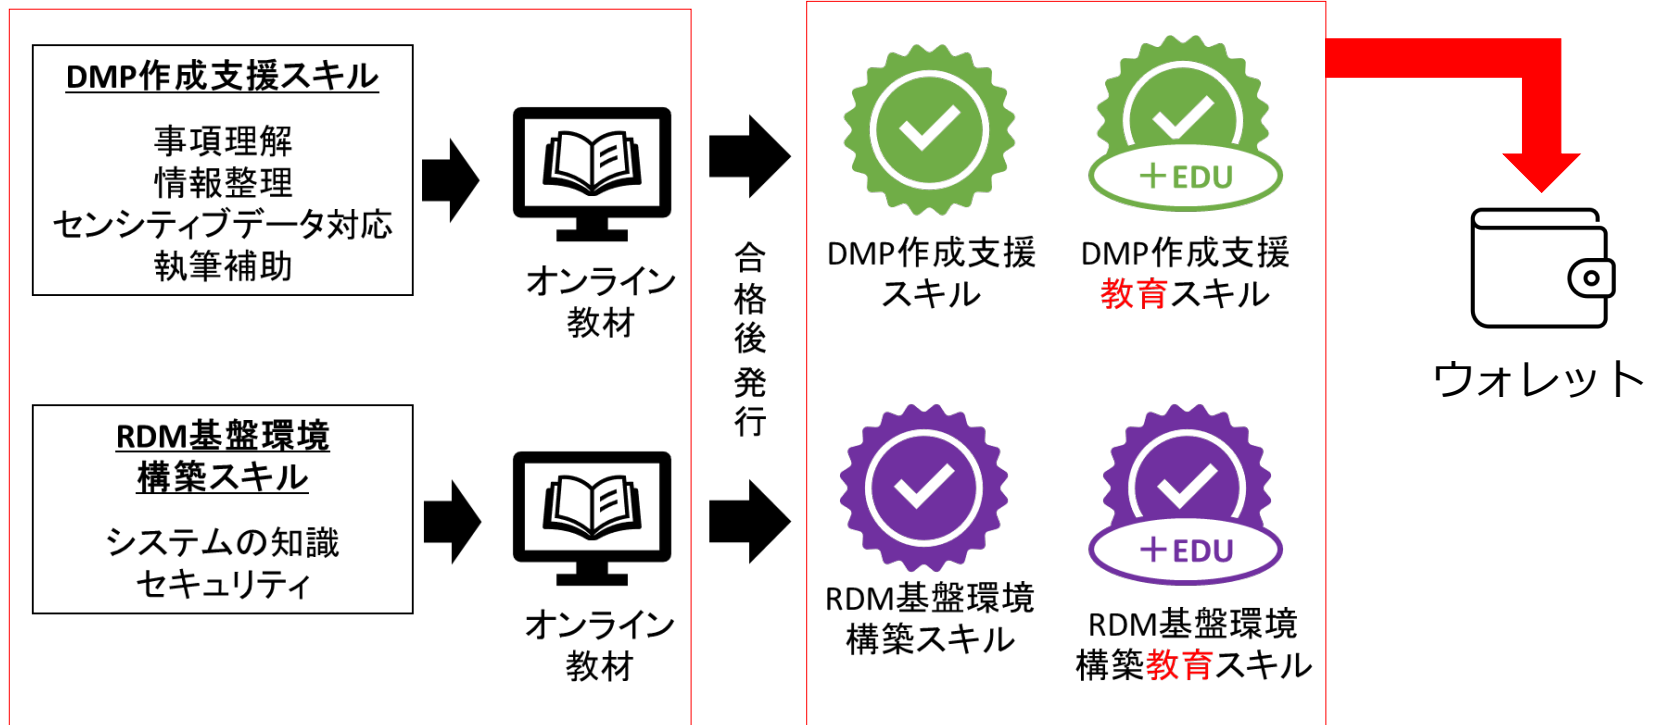 DMP作成支援スキル
事項理解
情報整理
センシティブデータ対応
執筆補助
オンライン
教材
RDM基盤環境
構築スキル
システムの知識
セキュリティ
オンライン
教材
合格後発行
DMP作成支援
スキル
+EDU
DMP作成支援
教育スキル
RDM基盤環境
構築スキル
+EDU
RDM基盤環境
構築教育スキル
ウォレット